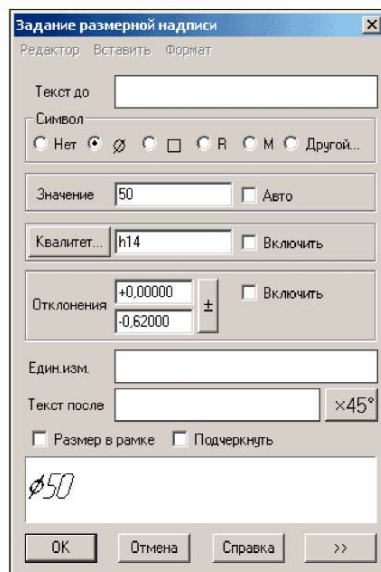 Задание размерной надписи
Редактор Вставить Формат
Текст до
Символ
Нет ø □ R M Другой...
Значение 50 Авто
Квалитет... h14 Включить
+0,00000 Включить
Отклонения ±
-0,62000
Един.изм.
Текст после ×45°
Размер в рамке Подчеркнуть
ø50
OK Отмена Справка >>